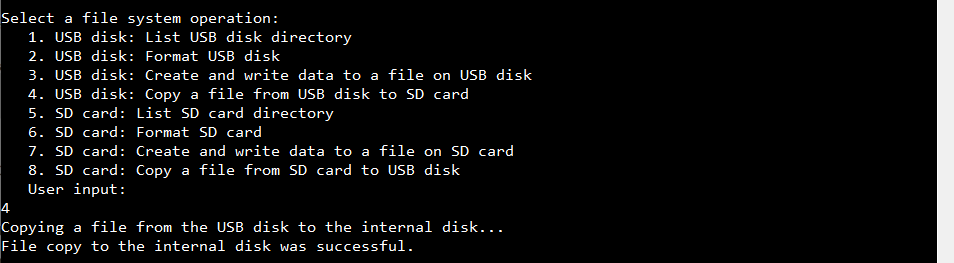 Select a file system operation:
1. USB disk: List USB disk directory
2. USB disk: Format USB disk
3. USB disk: Create and write data to a file on USB disk
4. USB disk: Copy a file from USB disk to SD card
5. SD card: List SD card directory
6. SD card: Format SD card
7. SD card: Create and write data to a file on SD card
8. SD card: Copy a file from SD card to USB disk
User input:
4
Copying a file from the USB disk to the internal disk...
File copy to the internal disk was successful.